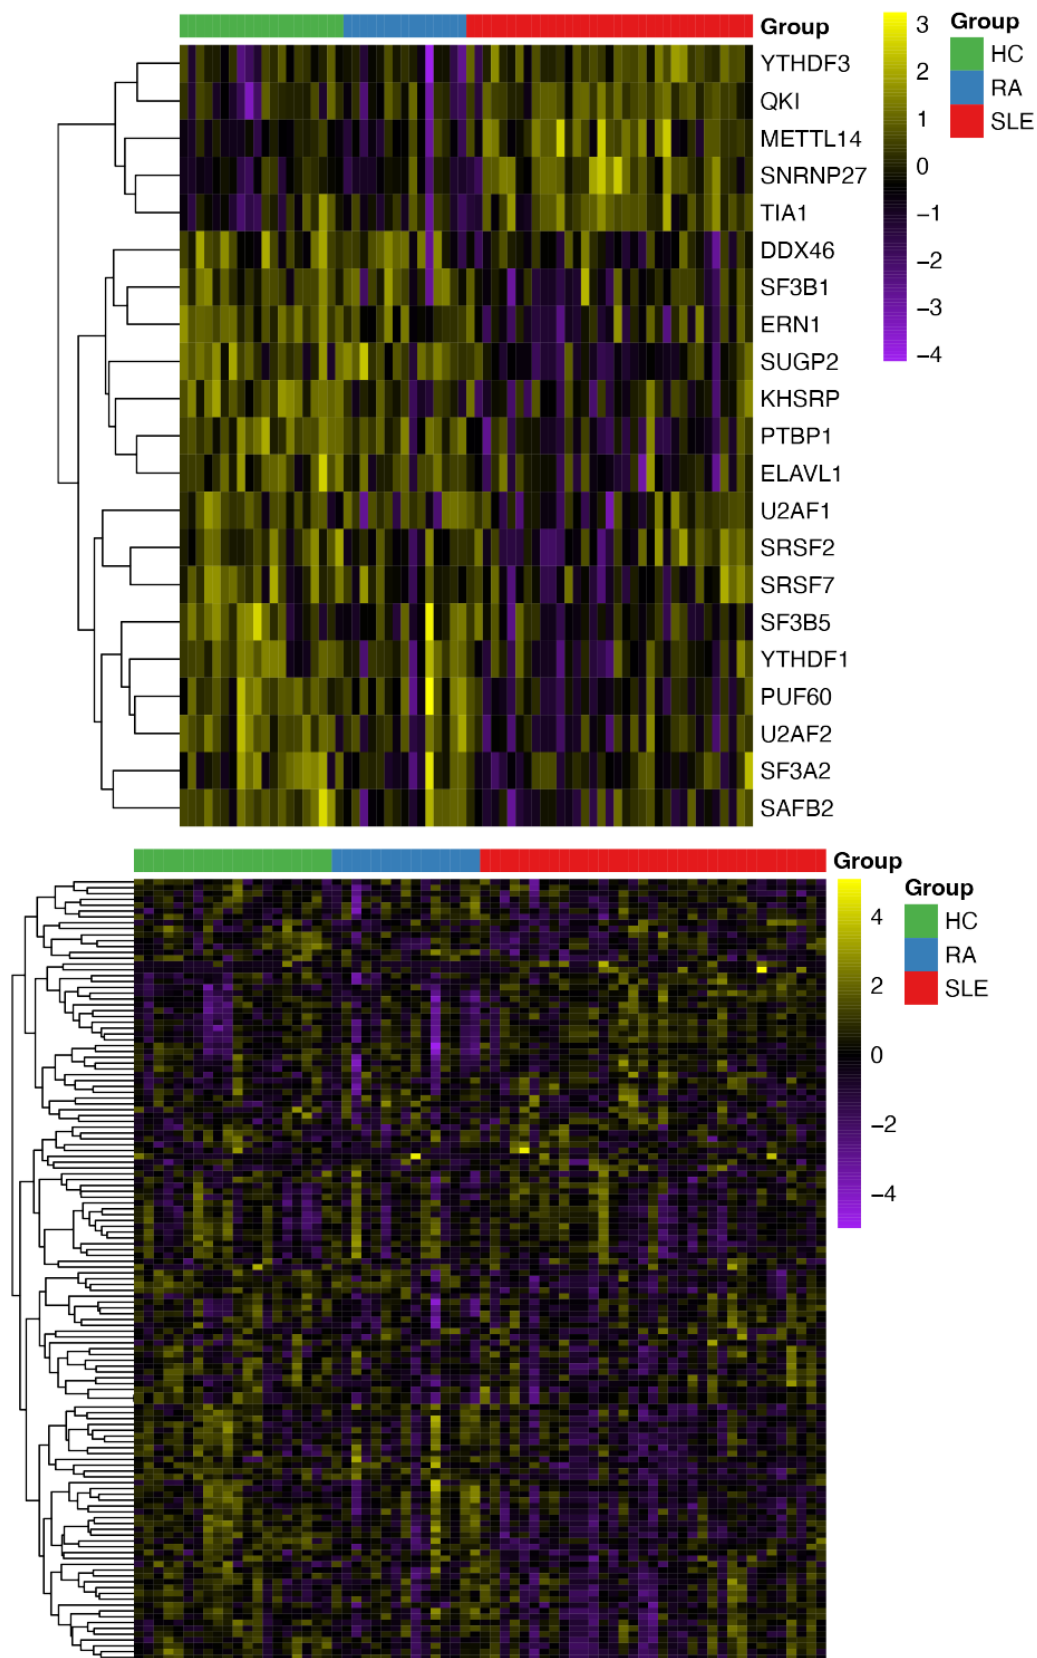 Group
YTHDF3
QKI
METTL14
SNRNP27
TIA1
DDX46
SF3B1
ERN1
SUGP2
KHSRP
PTBP1
ELAVL1
U2AF1
SRSF2
SRSF7
SF3B5
YTHDF1
PUF60
U2AF2
SF3A2
SAFB2
3
2
1
0
−1
−2
−3
−4
Group
HC
RA
SLE
Group
4
2
0
−2
−4
Group
HC
RA
SLE